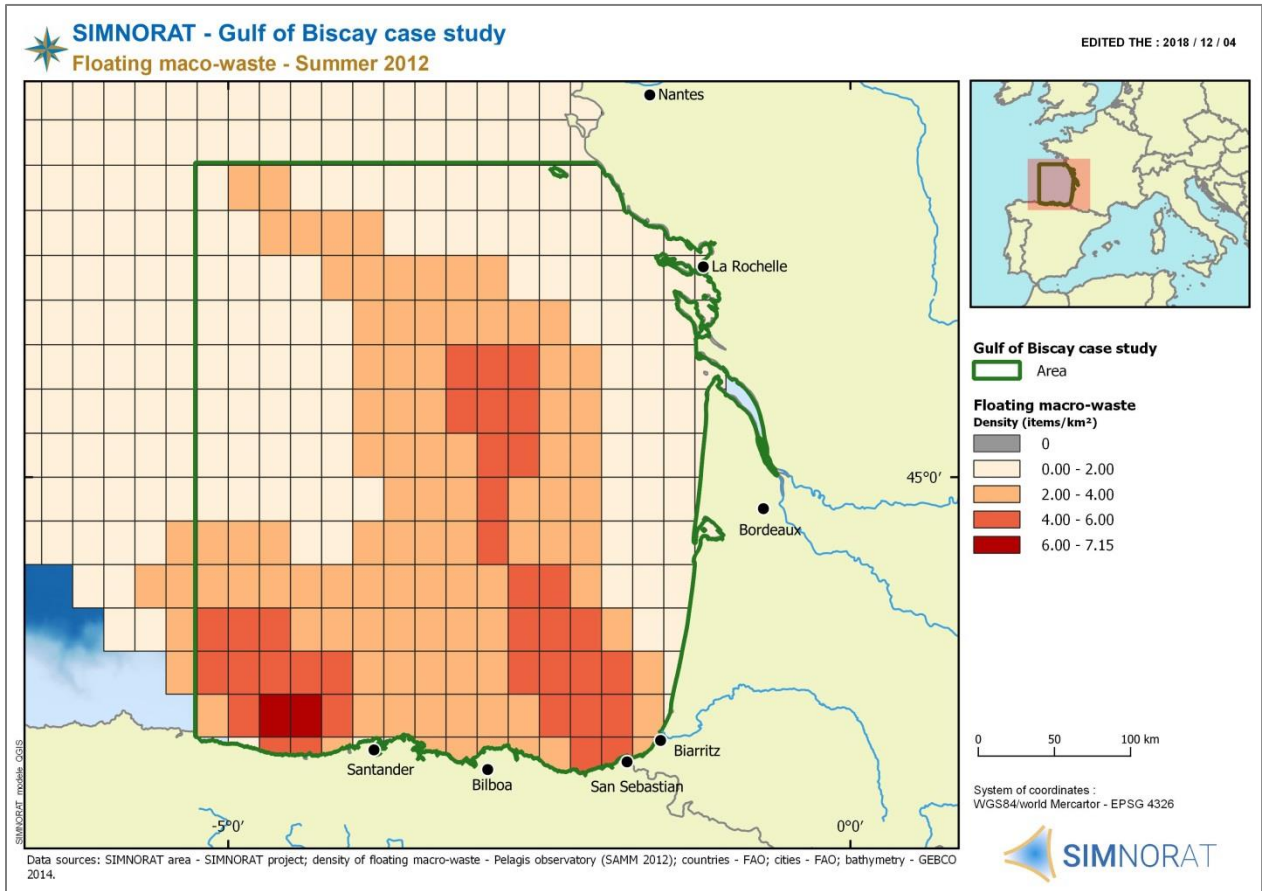 SIMNORAT - Gulf of Biscay case study
Floating maco-waste - Summer 2012
EDITED THE : 2018 / 12 / 04
Nantes
La Rochelle
45°0'
Bordeaux
Biarritz
Santander
Bilboa
San Sebastian
-5°0'
0°0'
Gulf of Biscay case study
Area
Floating macro-waste
Density (items/km²)
0
0.00 - 2.00
2.00 - 4.00
4.00 - 6.00
6.00 - 7.15
0 50 100 km
System of coordinates :
WGS84/world Mercartor - EPSG 4326
SIMNORAT
SIMNORAT modele QGIS
Data sources: SIMNORAT area - SIMNORAT project; density of floating macro-waste - Pelagis observatory (SAMM 2012); countries - FAO; cities - FAO; bathymetry - GEBCO
2014.